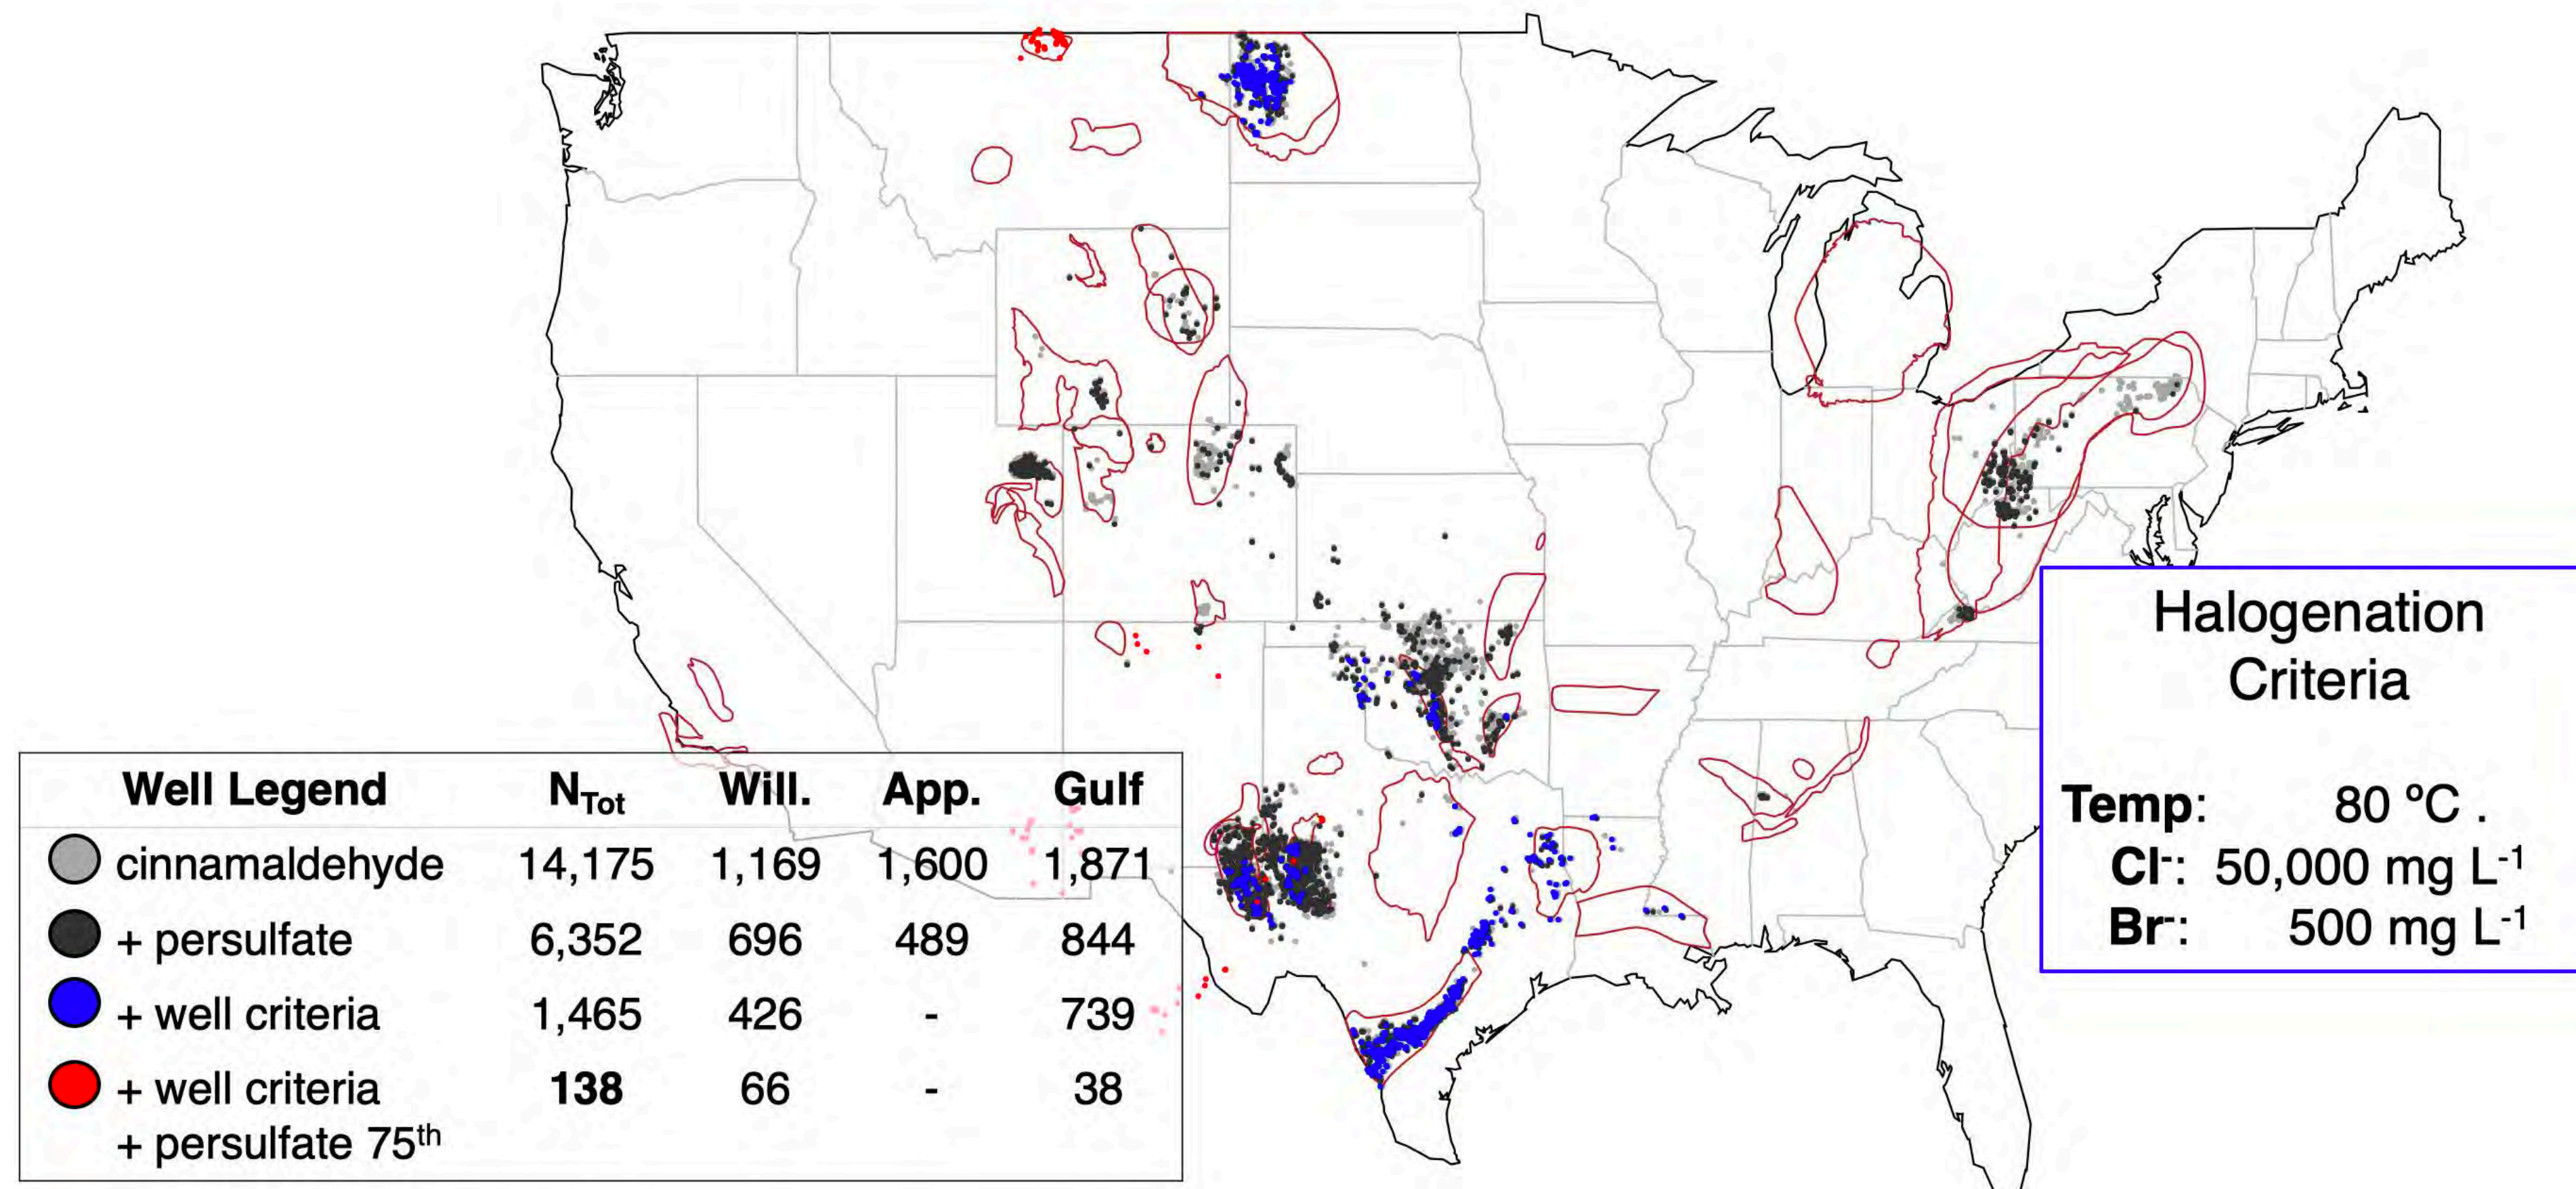 Well Legend N_Tot Will. App. Gulf
cinnamaldehyde 14,175 1,169 1,600 1,871
+ persulfate 6,352 696 489 844
+ well criteria 1,465 426 - 739
+ well criteria 138 66 - 38
+ persulfate 75th
Halogenation
Criteria
Temp: 80 ºC .
Cl⁻: 50,000 mg L⁻¹
Br⁻: 500 mg L⁻¹